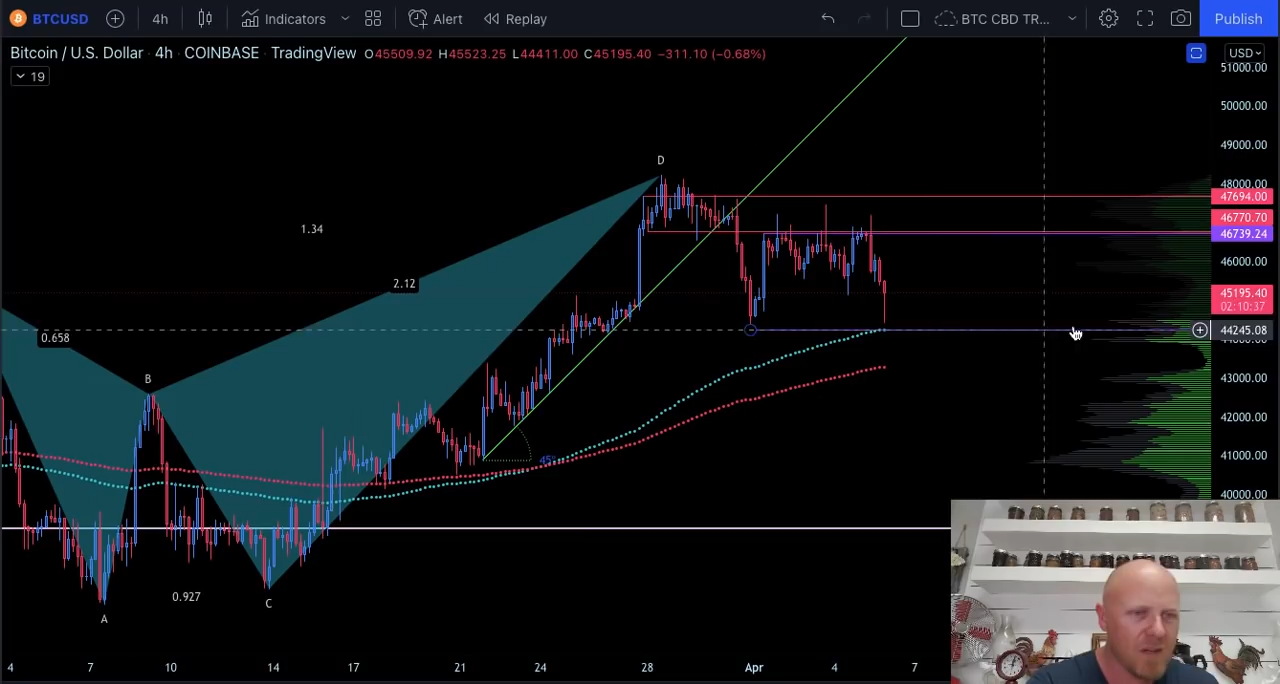 BTCUSD 4h Indicators Alert Replay BTC CBD TR... Publish
Bitcoin / U.S. Dollar · 4h · COINBASE · TradingView O45509.92 H45523.25 L44411.00 C45195.40 −311.10 (−0.68%)
USD
19
51000.00
50000.00
49000.00
48000.00
47694.00
46770.70
46739.24
46000.00
45195.40
02:10:37
44245.08
44000.00
43000.00
42000.00
41000.00
40000.00
D
1.34
2.12
0.658
B
45°
0.927
C
A
4 7 10 14 17 21 24 28 Apr 4 7